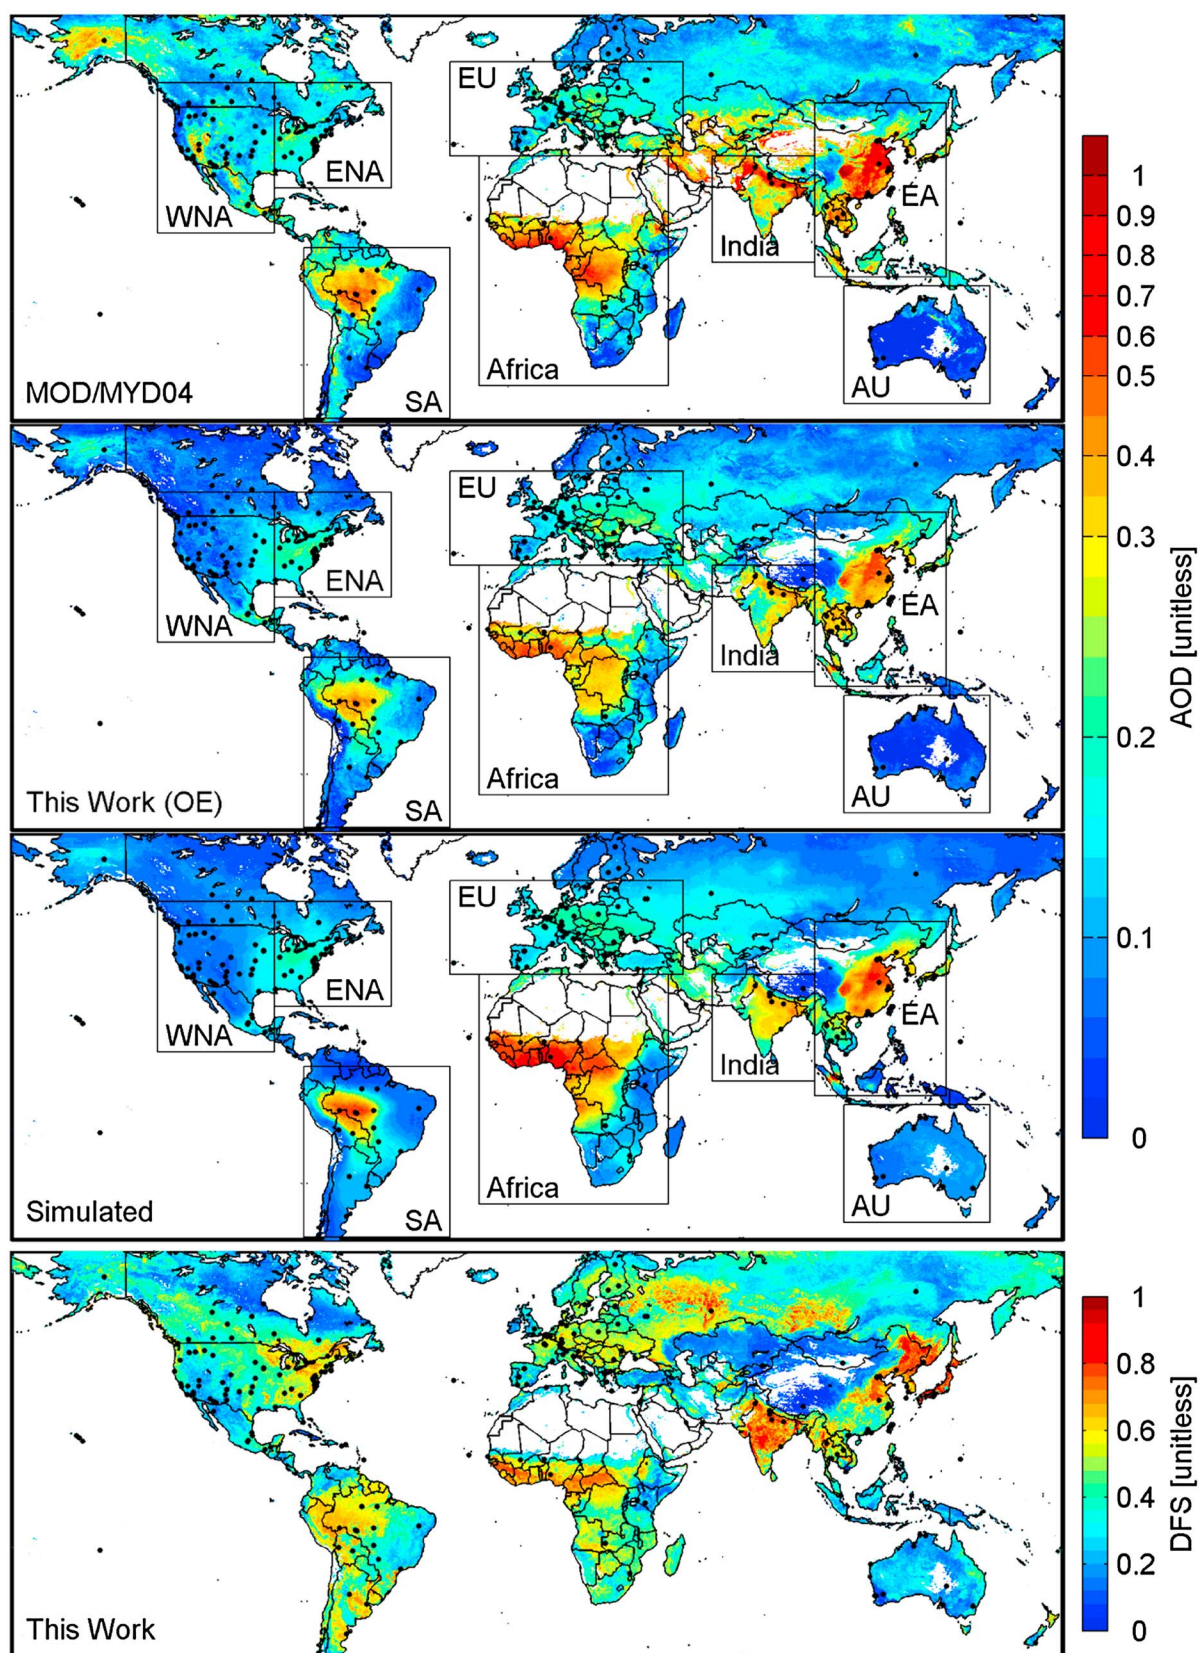 EU
ENA
WNA
EA
India
Africa
AU
SA
MOD/MYD04
EU
ENA
WNA
EA
India
Africa
AU
SA
This Work (OE)
EU
ENA
WNA
EA
India
Africa
AU
SA
Simulated
This Work
1
0.9
0.8
0.7
0.6
0.5
0.4
0.3
0.2
0.1
0
AOD [unitless]
1
0.8
0.6
0.4
0.2
0
DFS [unitless]